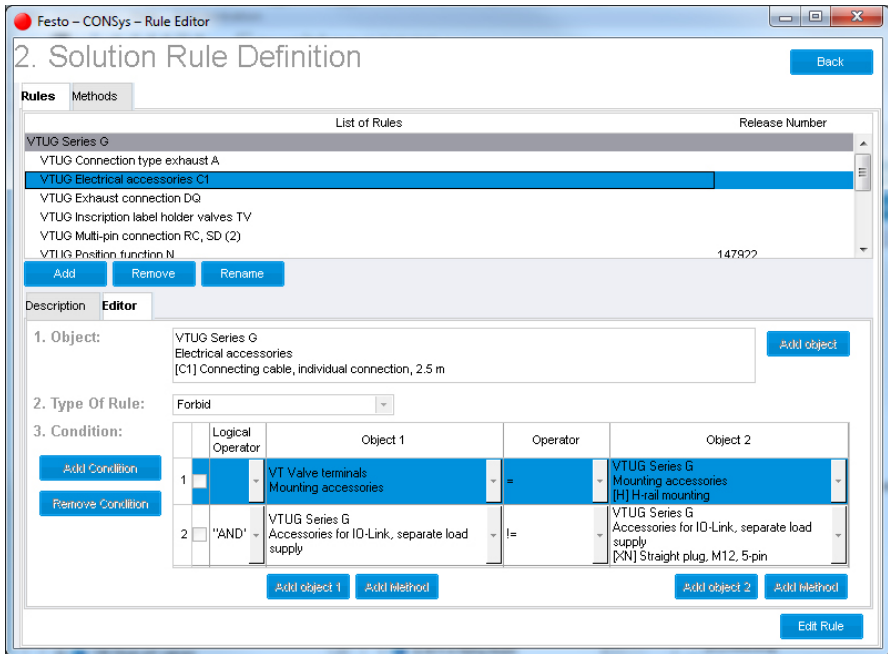 Festo – CONSys – Rule Editor
2. Solution Rule Definition
Back
Rules Methods
List of Rules Release Number
VTUG Series G
VTUG Connection type exhaust A
VTUG Electrical accessories C1
VTUG Exhaust connection DQ
VTUG Inscription label holder valves TV
VTUG Multi-pin connection RC, SD (2)
VTUG Position function N 147922
Add Remove Rename
Description Editor
1. Object:
VTUG Series G
Electrical accessories
[C1] Connecting cable, individual connection, 2.5 m
Add object
2. Type Of Rule: Forbid
3. Condition:
Add Condition
Remove Condition
Logical
Operator
Object 1
Operator
Object 2
1
VT Valve terminals
Mounting accessories
=
VTUG Series G
Mounting accessories
[H] H-rail mounting
2
"AND'
VTUG Series G
Accessories for IO-Link, separate load
supply
!=
VTUG Series G
Accessories for IO-Link, separate load
supply
[XN] Straight plug, M12, 5-pin
Add object 1 Add Method Add object 2 Add Method
Edit Rule